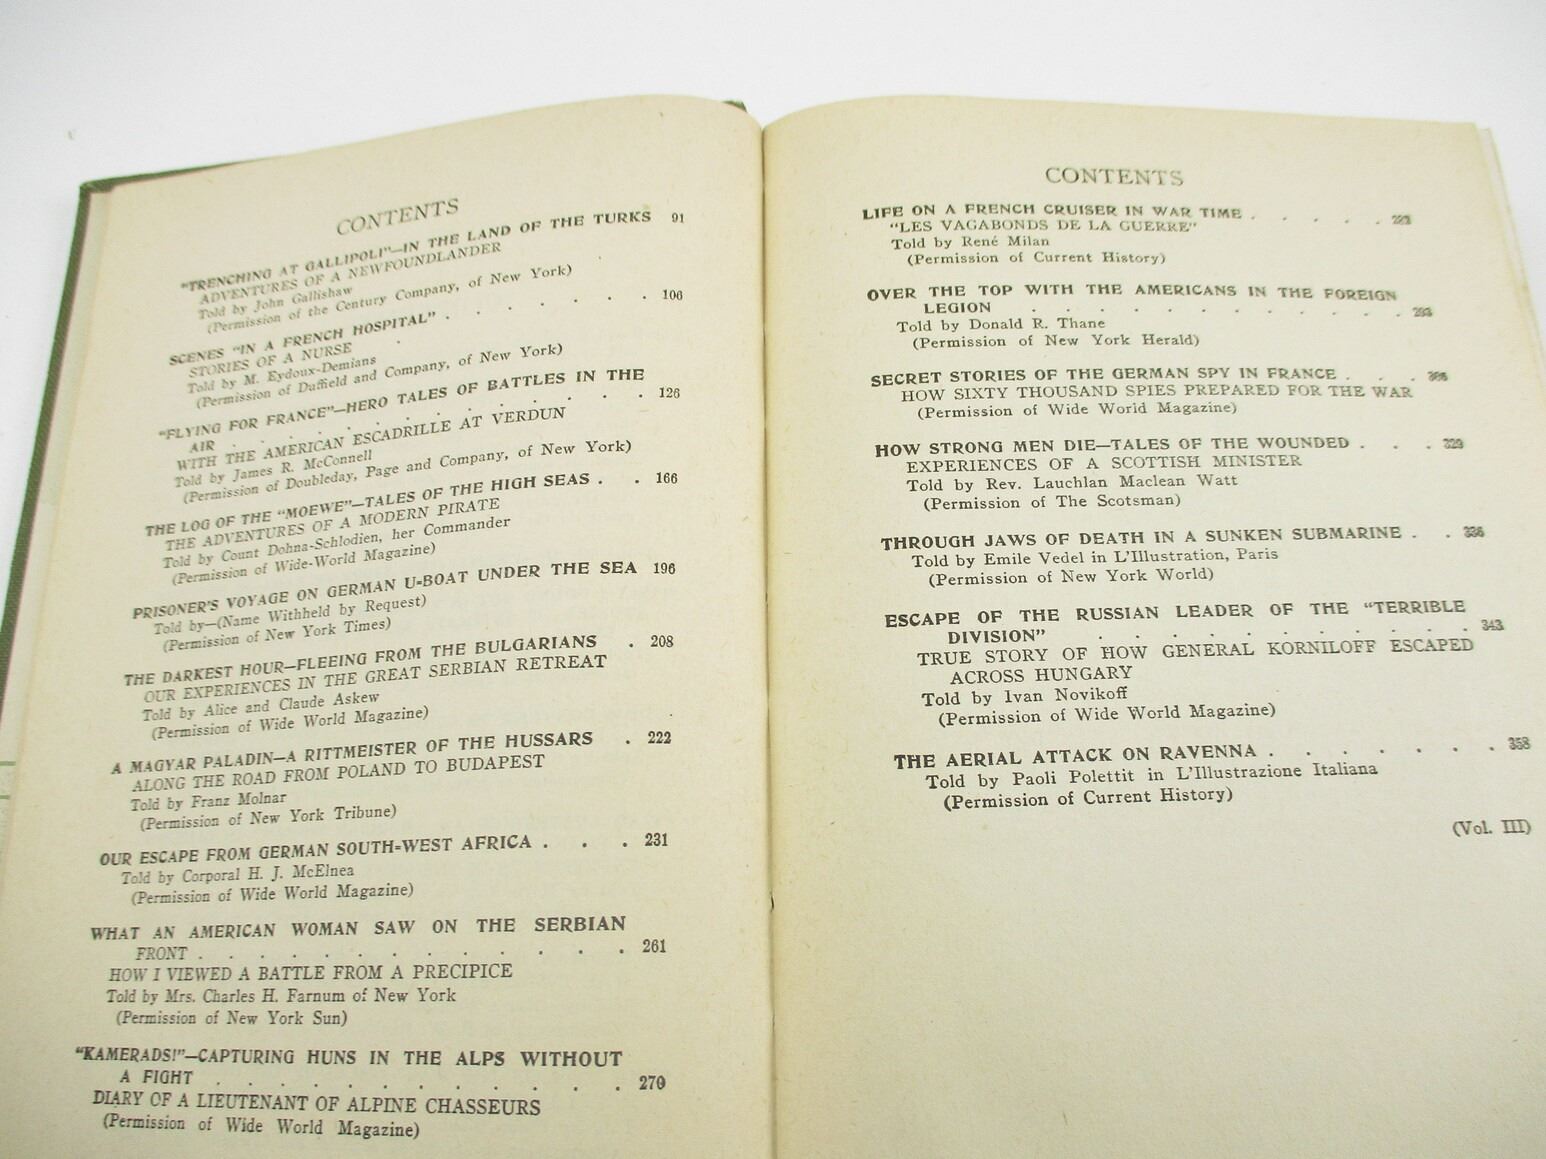 CONTENTS
"TRENCHING AT GALLIPOLI"—IN THE LAND OF THE TURKS 91
ADVENTURES OF A NEWFOUNDLANDER
Told by John Gallishaw
(Permission of the Century Company, of New York)
SCENES "IN A FRENCH HOSPITAL" . . . . . . 106
STORIES OF A NURSE
Told by M. Eydoux-Demians
(Permission of Duffield and Company, of New York)
"FLYING FOR FRANCE"—HERO TALES OF BATTLES IN THE
AIR . . . . . . . . . . 126
WITH THE AMERICAN ESCADRILLE AT VERDUN
Told by James R. McConnell
(Permission of Doubleday, Page and Company, of New York)
THE LOG OF THE "MOEWE"—TALES OF THE HIGH SEAS . . 166
THE ADVENTURES OF A MODERN PIRATE
Told by Count Dohna-Schlodien, her Commander
(Permission of Wide-World Magazine)
PRISONER'S VOYAGE ON GERMAN U-BOAT UNDER THE SEA 196
Told by—(Name Withheld by Request)
(Permission of New York Times)
THE DARKEST HOUR—FLEEING FROM THE BULGARIANS . 208
OUR EXPERIENCES IN THE GREAT SERBIAN RETREAT
Told by Alice and Claude Askew
(Permission of Wide World Magazine)
A MAGYAR PALADIN—A RITTMEISTER OF THE HUSSARS . 222
ALONG THE ROAD FROM POLAND TO BUDAPEST
Told by Franz Molnar
(Permission of New York Tribune)
OUR ESCAPE FROM GERMAN SOUTH-WEST AFRICA . . . 231
Told by Corporal H. J. McElnea
(Permission of Wide World Magazine)
WHAT AN AMERICAN WOMAN SAW ON THE SERBIAN
FRONT . . . . . . . . . . . 261
HOW I VIEWED A BATTLE FROM A PRECIPICE
Told by Mrs. Charles H. Farnum of New York
(Permission of New York Sun)
"KAMERADS!"—CAPTURING HUNS IN THE ALPS WITHOUT
A FIGHT . . . . . . . . . . 270
DIARY OF A LIEUTENANT OF ALPINE CHASSEURS
(Permission of Wide World Magazine)
CONTENTS
LIFE ON A FRENCH CRUISER IN WAR TIME . . . . .
"LES VAGABONDS DE LA GUERRE"
Told by René Milan
(Permission of Current History)
OVER THE TOP WITH THE AMERICANS IN THE FOREIGN
LEGION . . . . . . . . . . .
Told by Donald R. Thane
(Permission of New York Herald)
SECRET STORIES OF THE GERMAN SPY IN FRANCE . . .
HOW SIXTY THOUSAND SPIES PREPARED FOR THE WAR
(Permission of Wide World Magazine)
HOW STRONG MEN DIE—TALES OF THE WOUNDED . . . 329
EXPERIENCES OF A SCOTTISH MINISTER
Told by Rev. Lauchlan Maclean Watt
(Permission of The Scotsman)
THROUGH JAWS OF DEATH IN A SUNKEN SUBMARINE . . 336
Told by Emile Vedel in L'Illustration, Paris
(Permission of New York World)
ESCAPE OF THE RUSSIAN LEADER OF THE "TERRIBLE
DIVISION" . . . . . . . . . . . 343
TRUE STORY OF HOW GENERAL KORNILOFF ESCAPED
ACROSS HUNGARY
Told by Ivan Novikoff
(Permission of Wide World Magazine)
THE AERIAL ATTACK ON RAVENNA . . . . . . . 358
Told by Paoli Polettit in L'Illustrazione Italiana
(Permission of Current History)
(Vol. III)